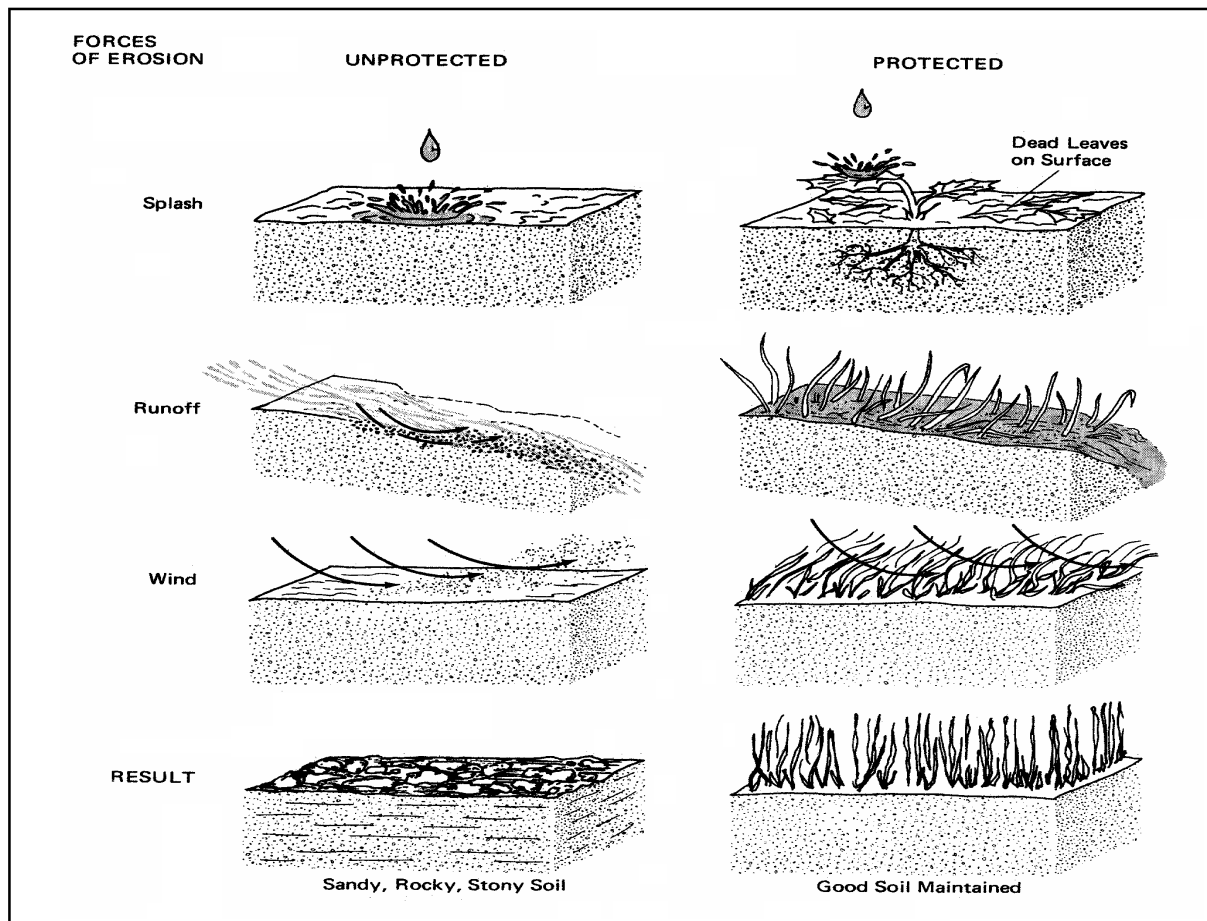 FORCES
OF EROSION
UNPROTECTED
PROTECTED
Dead Leaves
on Surface
Splash
Runoff
Wind
RESULT
Sandy, Rocky, Stony Soil
Good Soil Maintained